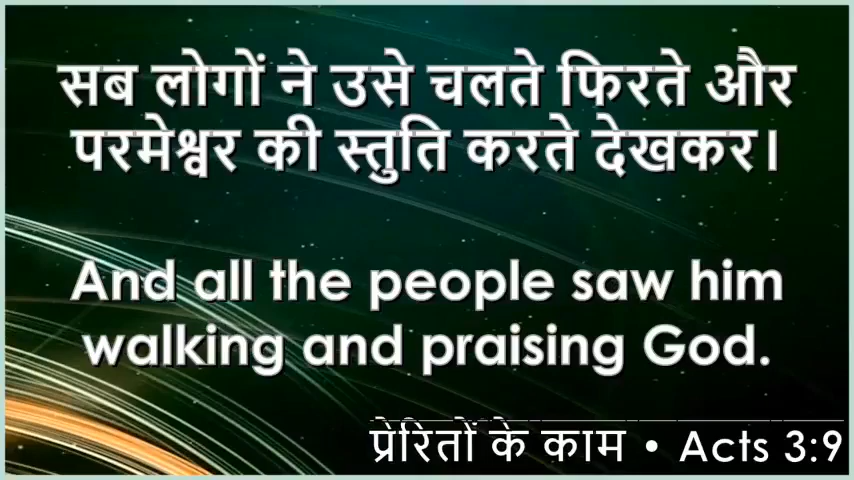 सब लोगों ने उसे चलते फिरते और
परमेश्वर की स्तुति करते देखकर।
And all the people saw him
walking and praising God.
प्रेरितों के काम • Acts 3:9